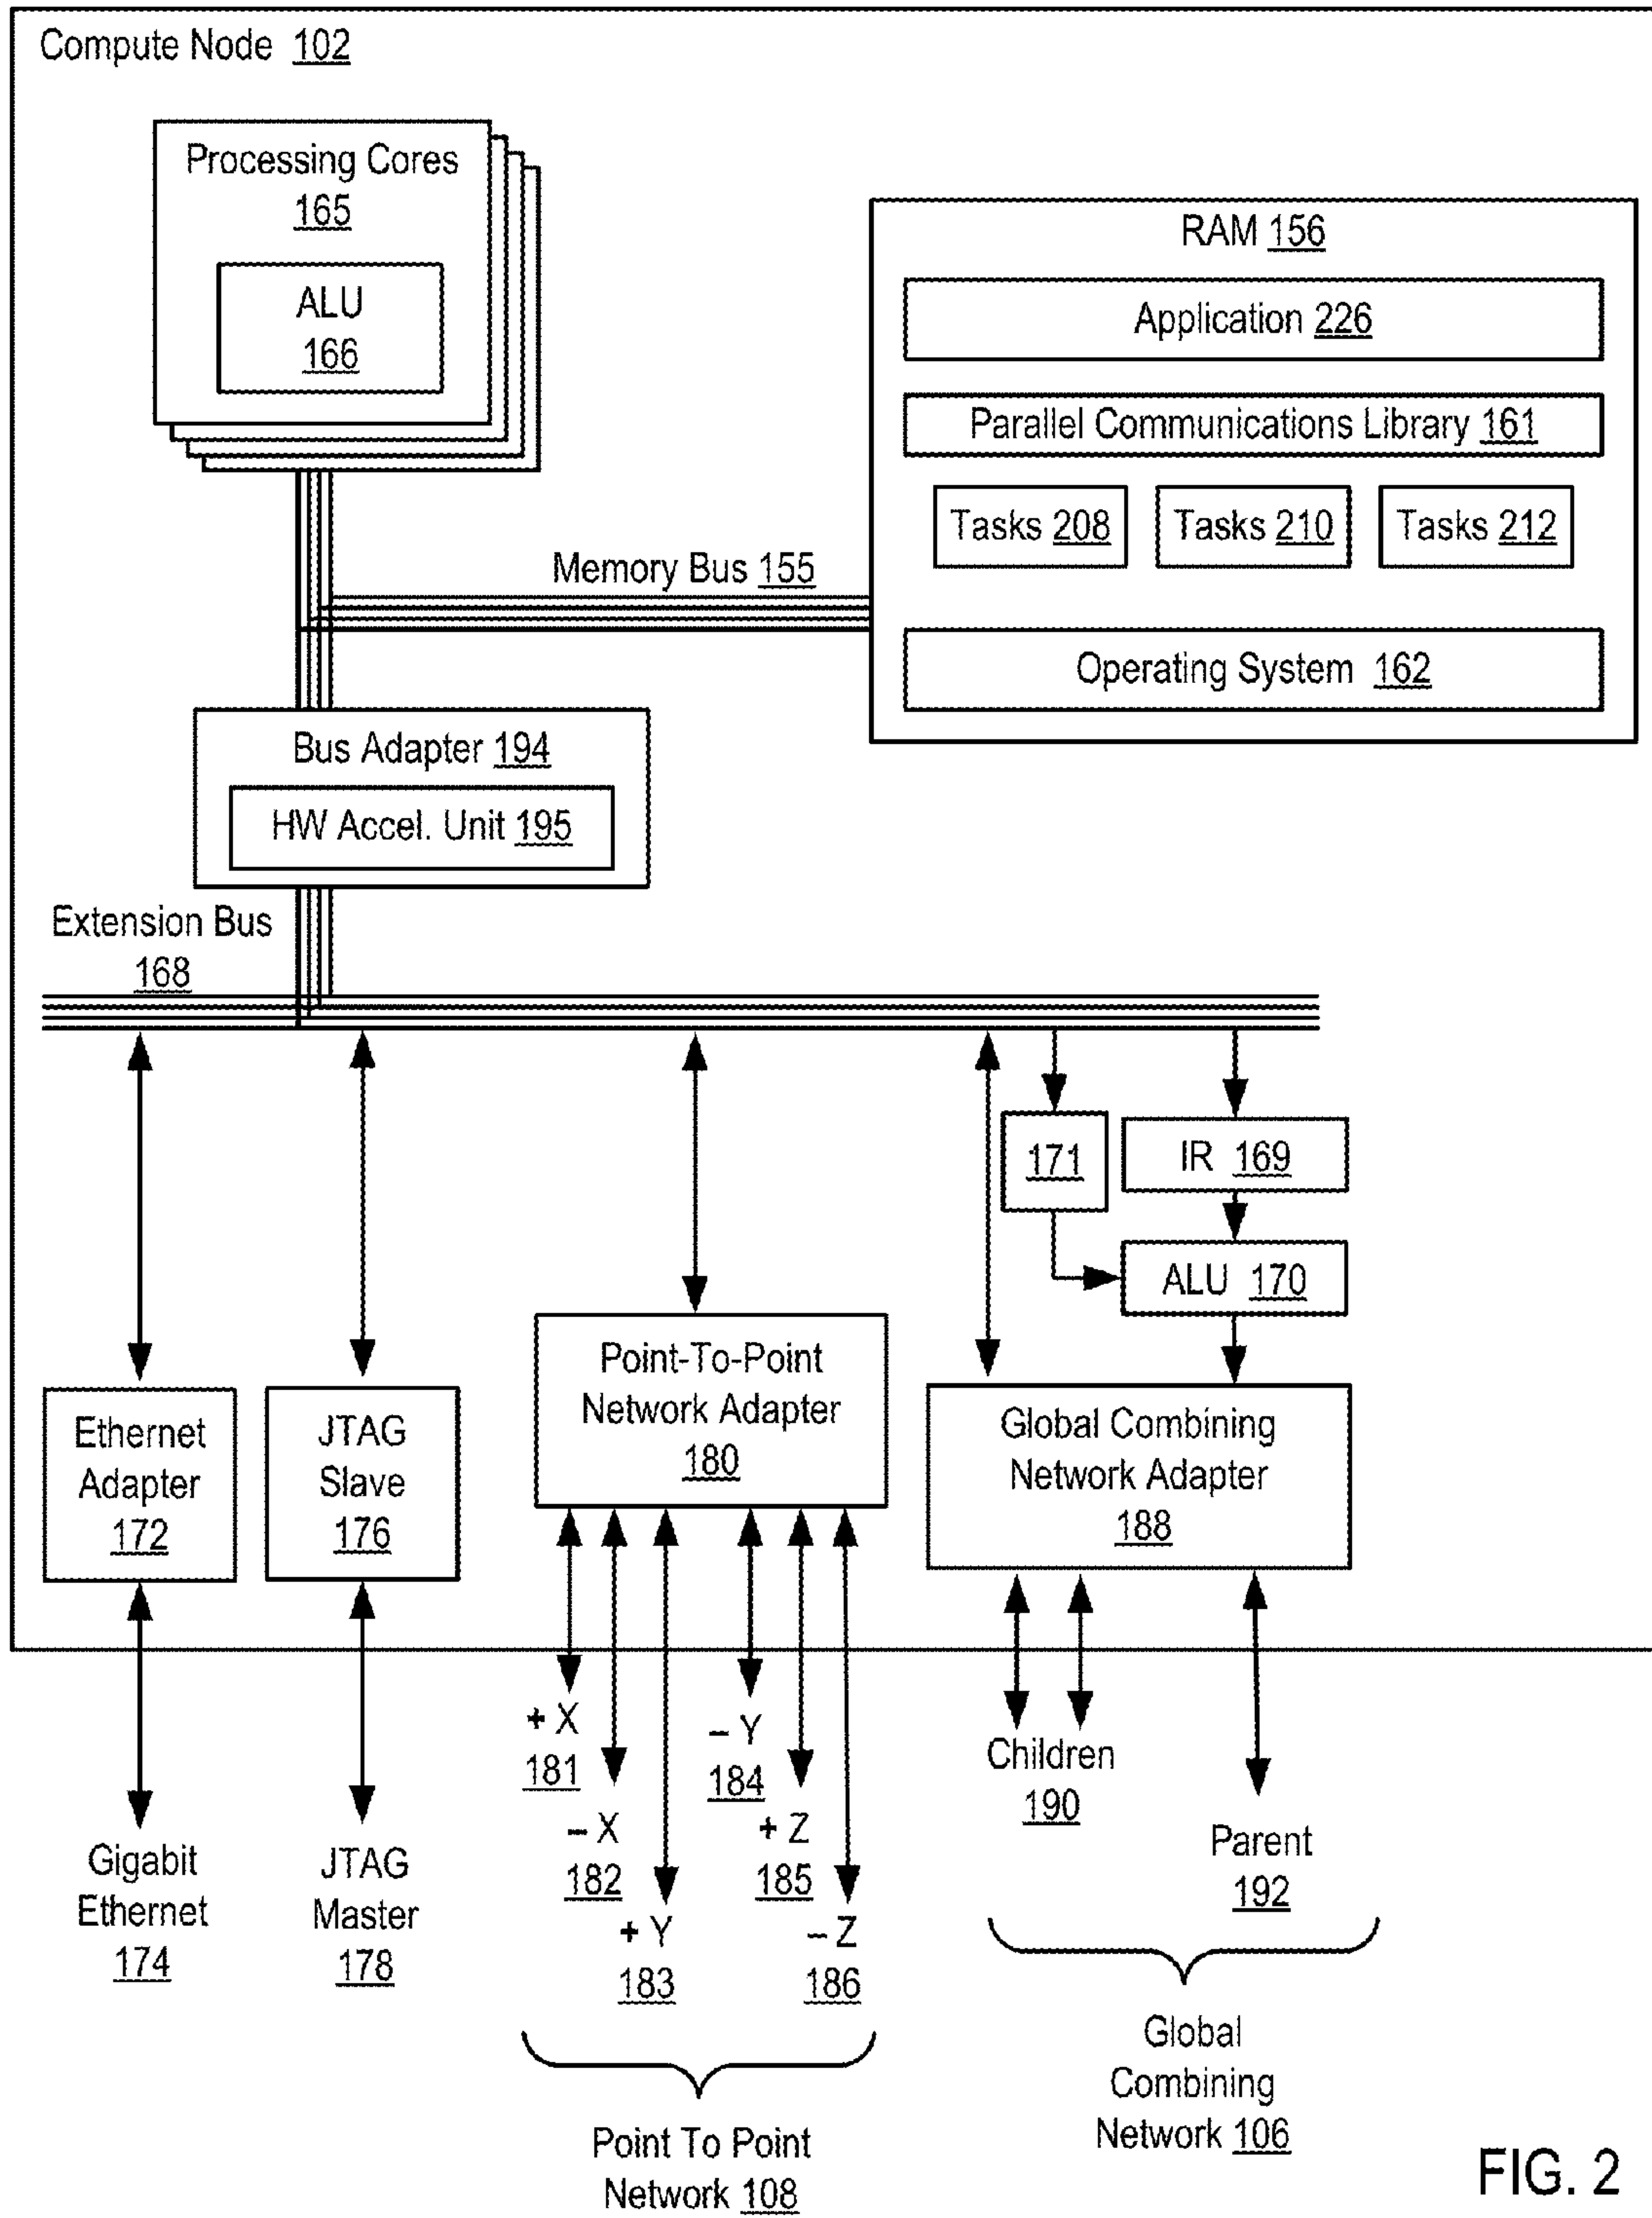 Compute Node 102
Processing Cores
165
ALU
166
RAM 156
Application 226
Parallel Communications Library 161
Tasks 208
Tasks 210
Tasks 212
Memory Bus 155
Operating System 162
Bus Adapter 194
HW Accel. Unit 195
Extension Bus
168
171
IR 169
ALU 170
Point-To-Point
Network Adapter
180
Global Combining
Network Adapter
188
Ethernet
Adapter
172
JTAG
Slave
176
+ X
181
– X
182
+ Y
183
– Y
184
+ Z
185
– Z
186
Children
190
Parent
192
Gigabit
Ethernet
174
JTAG
Master
178
Point To Point
Network 108
Global
Combining
Network 106
FIG. 2